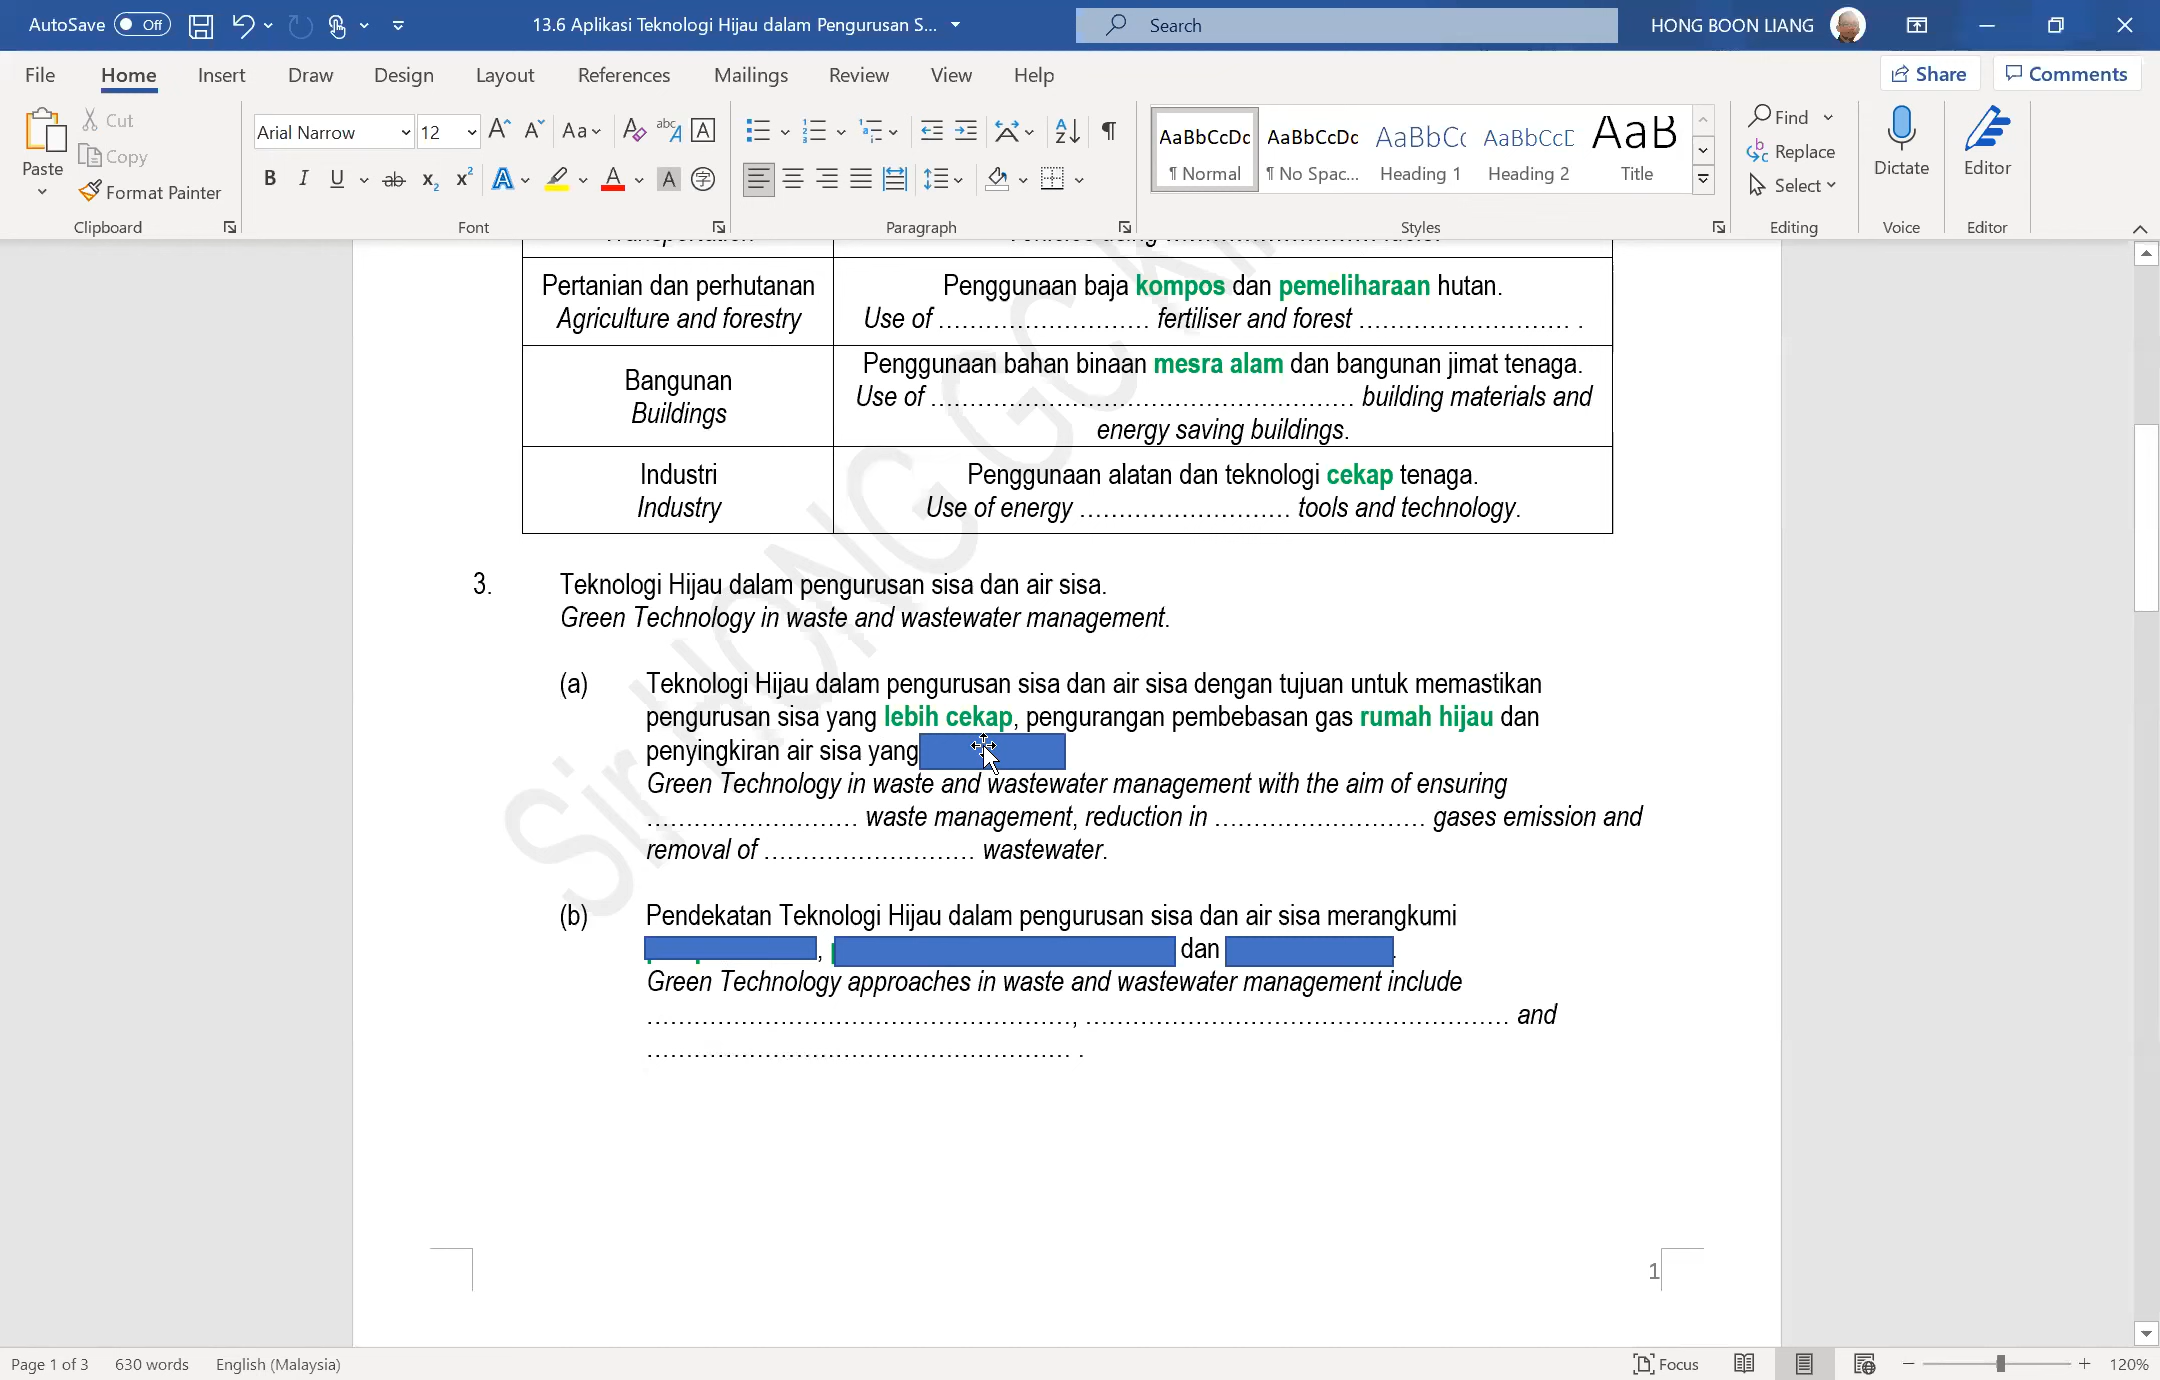 AutoSave Off 13.6 Aplikasi Teknologi Hijau dalam Pengurusan S... Search HONG BOON LIANG
File Home Insert Draw Design Layout References Mailings Review View Help Share Comments
Paste Cut Copy Format Painter Clipboard
Arial Narrow 12 Font
Paragraph
AaBbCcDc AaBbCcDc AaBbCc AaBbCcD AaB
¶ Normal ¶ No Spac... Heading 1 Heading 2 Title
Styles
Find Replace Select Editing
Dictate Voice
Editor Editor
Pertanian dan perhutanan
Agriculture and forestry
Penggunaan baja kompos dan pemeliharaan hutan.
Use of ........................... fertiliser and forest ........................... .
Bangunan
Buildings
Penggunaan bahan binaan mesra alam dan bangunan jimat tenaga.
Use of ...................................................... building materials and
energy saving buildings.
Industri
Industry
Penggunaan alatan dan teknologi cekap tenaga.
Use of energy ........................... tools and technology.
3. Teknologi Hijau dalam pengurusan sisa dan air sisa.
Green Technology in waste and wastewater management.
(a) Teknologi Hijau dalam pengurusan sisa dan air sisa dengan tujuan untuk memastikan
pengurusan sisa yang lebih cekap, pengurangan pembebasan gas rumah hijau dan
penyingkiran air sisa yang
Green Technology in waste and wastewater management with the aim of ensuring
........................... waste management, reduction in ........................... gases emission and
removal of ........................... wastewater.
(b) Pendekatan Teknologi Hijau dalam pengurusan sisa dan air sisa merangkumi
, dan .
Green Technology approaches in waste and wastewater management include
......................................................, ...................................................... and
...................................................... .
Sir HONG GC
1
Page 1 of 3 630 words English (Malaysia) Focus 120%